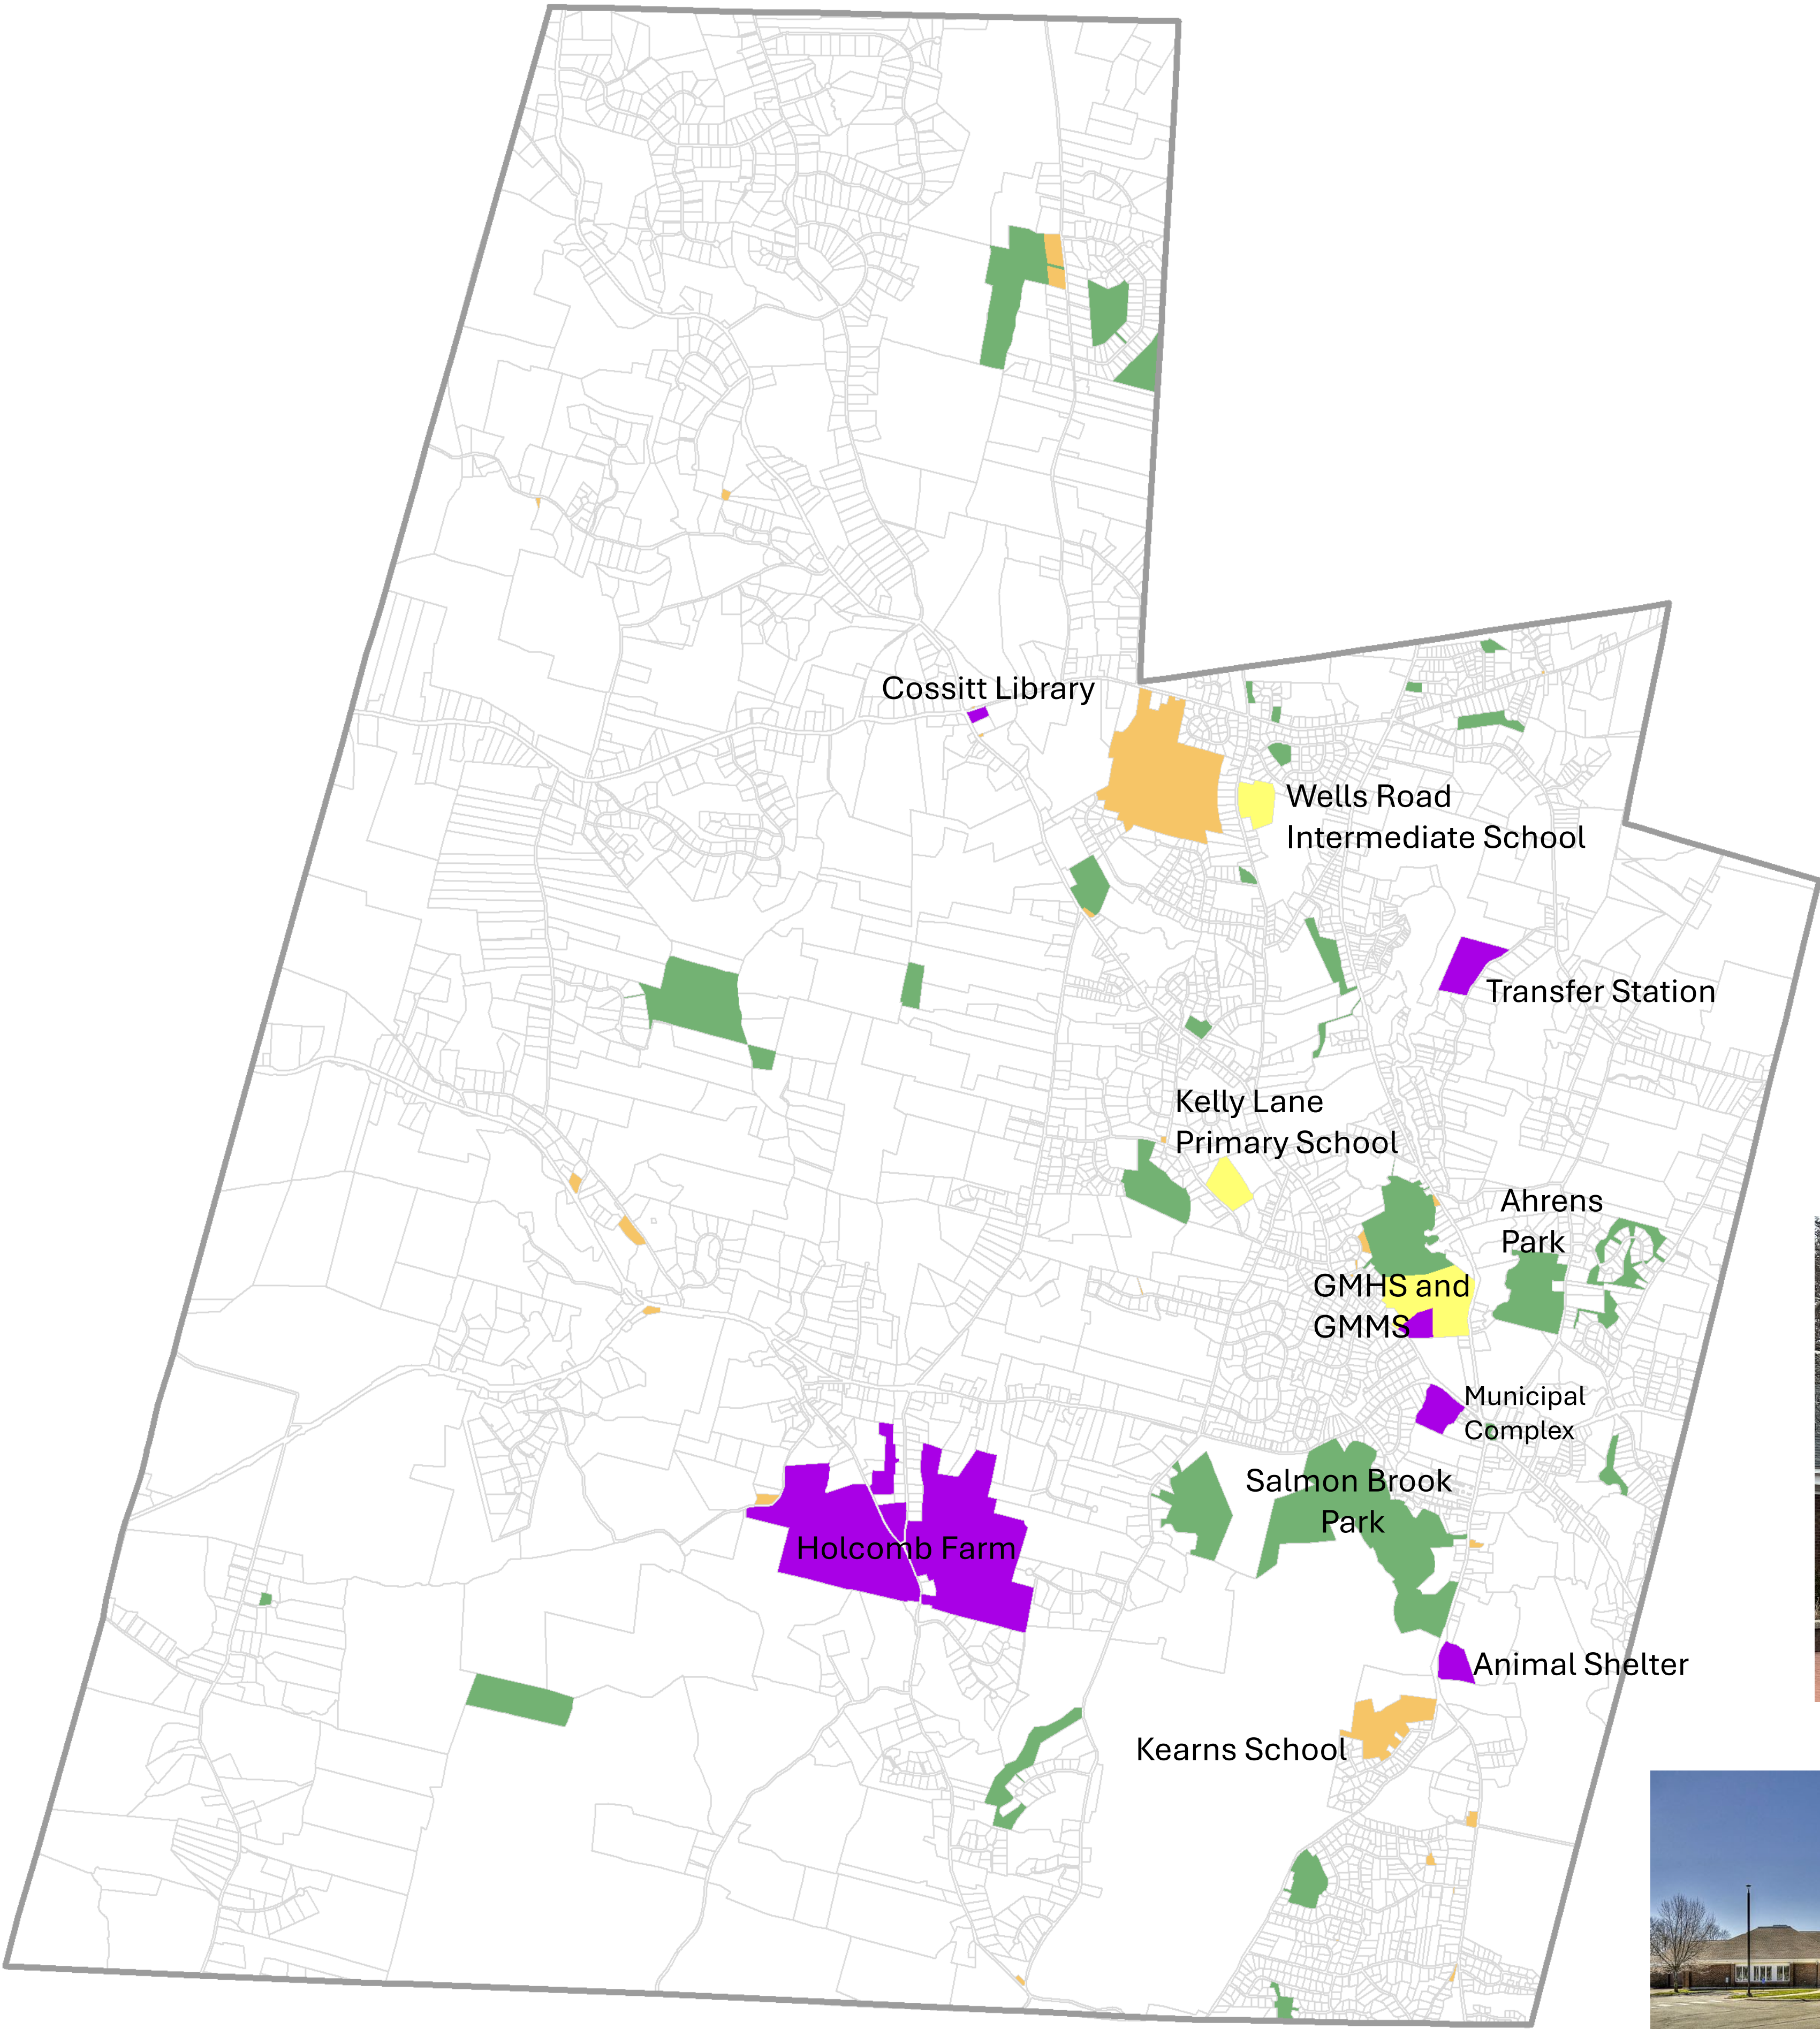 Cossitt Library
Wells Road
Intermediate School
Transfer Station
Kelly Lane
Primary School
Ahrens
Park
GMHS and
GMMS
Municipal
Complex
Salmon Brook
Park
Holcomb Farm
Animal Shelter
Kearns School